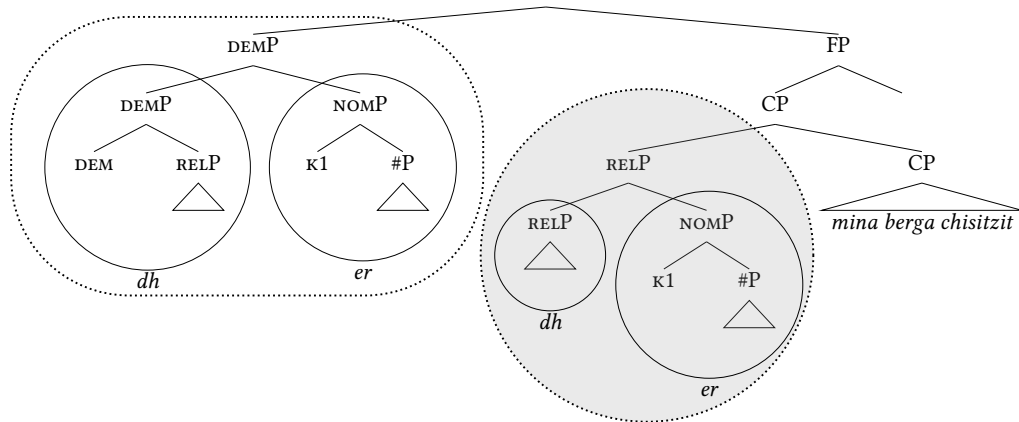 DEMP FP
DEMP NOMP CP
DEM RELP K1 #P RELP CP
RELP NOMP mina berga chisitzit
dh er K1 #P
dh
er